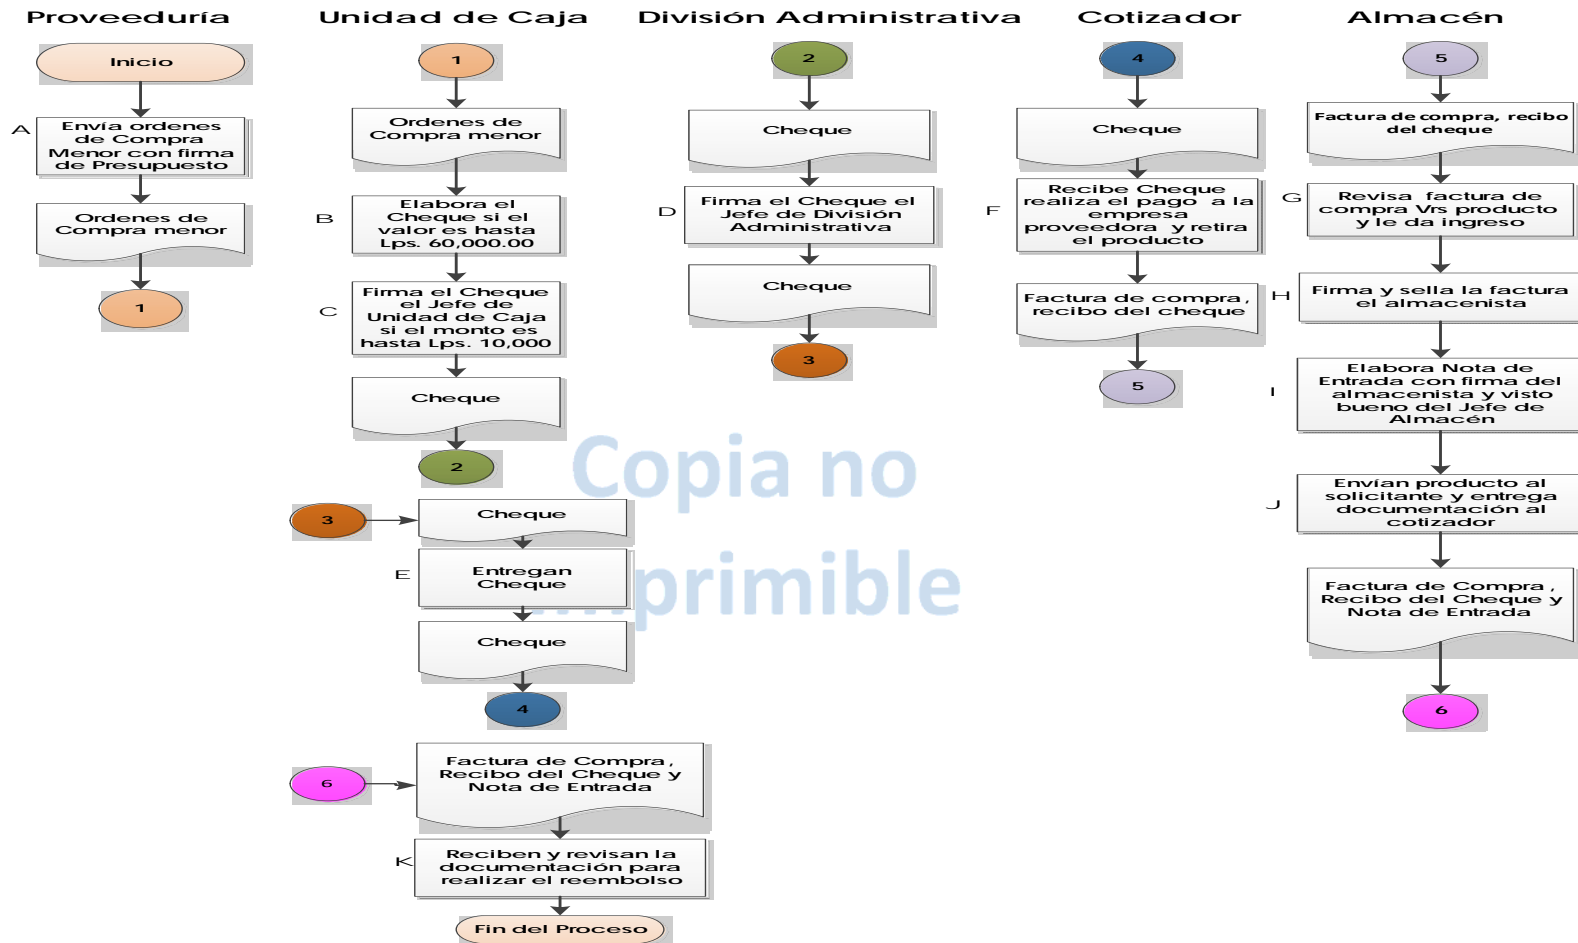 Proveeduría
Inicio
A
Envía ordenes
de Compra
Menor con firma
de Presupuesto
Ordenes de
Compra menor
1
Unidad de Caja
1
Ordenes de
Compra menor
B
Elabora el
Cheque si el
valor es hasta
Lps. 60,000.00
C
Firma el Cheque
el Jefe de
Unidad de Caja
si el monto es
hasta Lps. 10,000
Cheque
2
3
Cheque
E
Entregan
Cheque
Cheque
4
6
Factura de Compra,
Recibo del Cheque y
Nota de Entrada
K
Reciben y revisan la
documentación para
realizar el reembolso
Fin del Proceso
División Administrativa
2
Cheque
D
Firma el Cheque el
Jefe de División
Administrativa
Cheque
3
Cotizador
4
Cheque
F
Recibe Cheque
realiza el pago a la
empresa
proveedora y retira
el producto
Factura de compra,
recibo del cheque
5
Almacén
5
Factura de compra, recibo
del cheque
G
Revisa factura de
compra Vrs producto
y le da ingreso
H
Firma y sella la factura
el almacenista
I
Elabora Nota de
Entrada con firma del
almacenista y visto
bueno del Jefe de
Almacén
J
Envían producto al
solicitante y entrega
documentación al
cotizador
Factura de Compra,
Recibo del Cheque y
Nota de Entrada
6
Copia no
imprimible